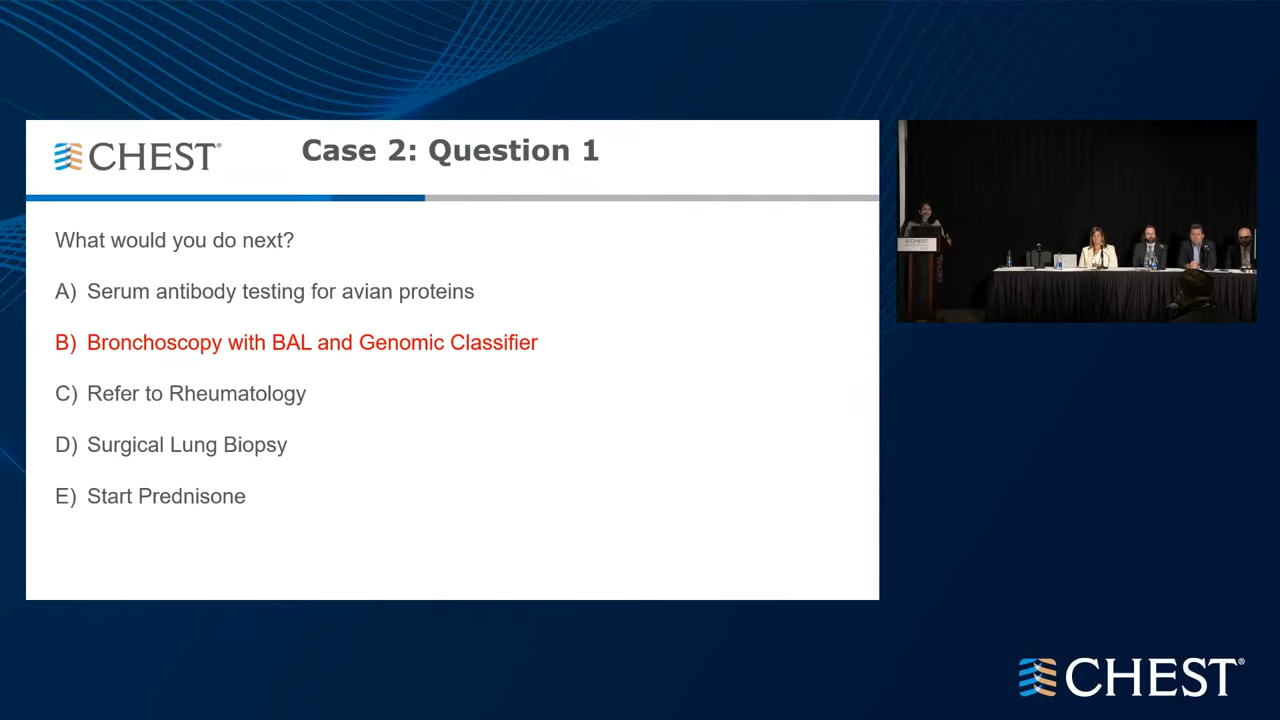 CHEST®
Case 2: Question 1
What would you do next?
A) Serum antibody testing for avian proteins
B) Bronchoscopy with BAL and Genomic Classifier
C) Refer to Rheumatology
D) Surgical Lung Biopsy
E) Start Prednisone
CHEST
CHEST®